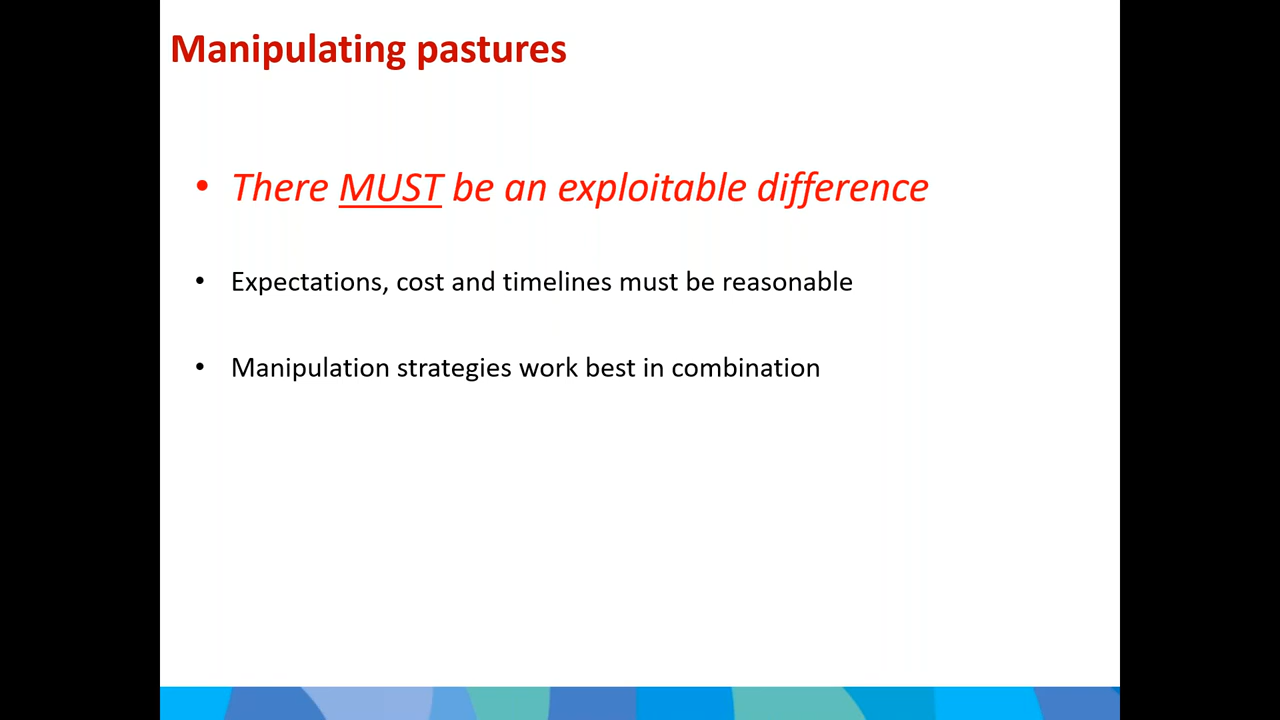 Manipulating pastures
• There MUST be an exploitable difference
• Expectations, cost and timelines must be reasonable
• Manipulation strategies work best in combination